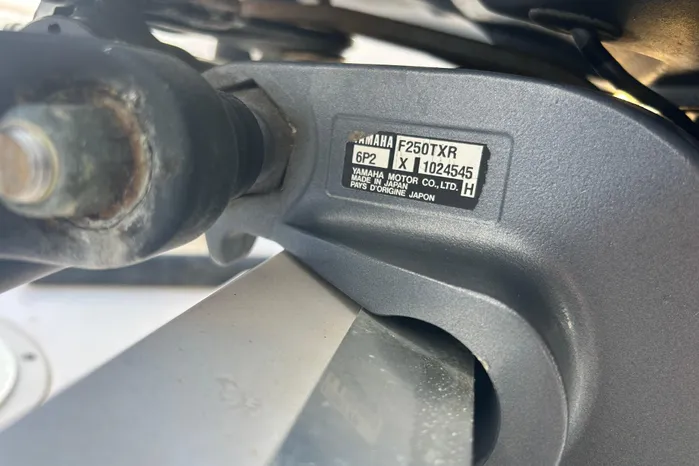 YAMAHA F250TXR
6P2 X 1024545
YAMAHA MOTOR CO.,LTD.
MADE IN JAPAN
PAYS D'ORIGINE JAPON H